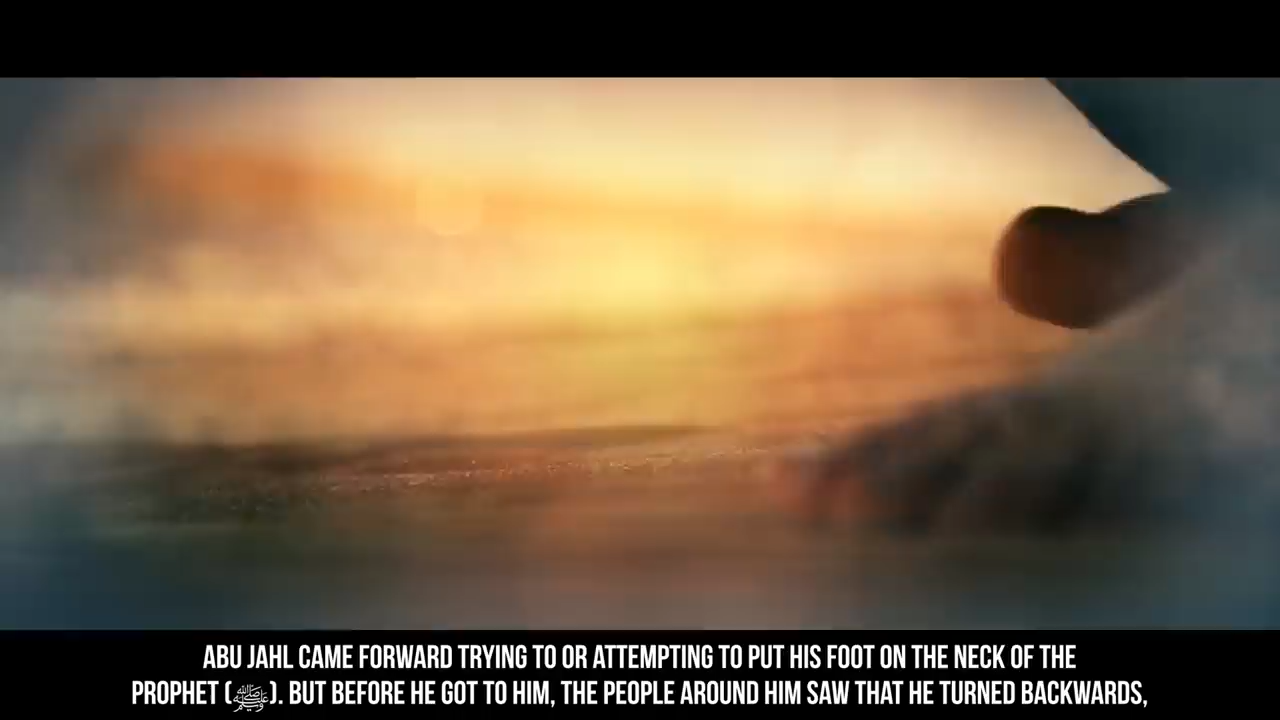 ABU JAHL CAME FORWARD TRYING TO OR ATTEMPTING TO PUT HIS FOOT ON THE NECK OF THE
PROPHET (ﷺ). BUT BEFORE HE GOT TO HIM, THE PEOPLE AROUND HIM SAW THAT HE TURNED BACKWARDS,